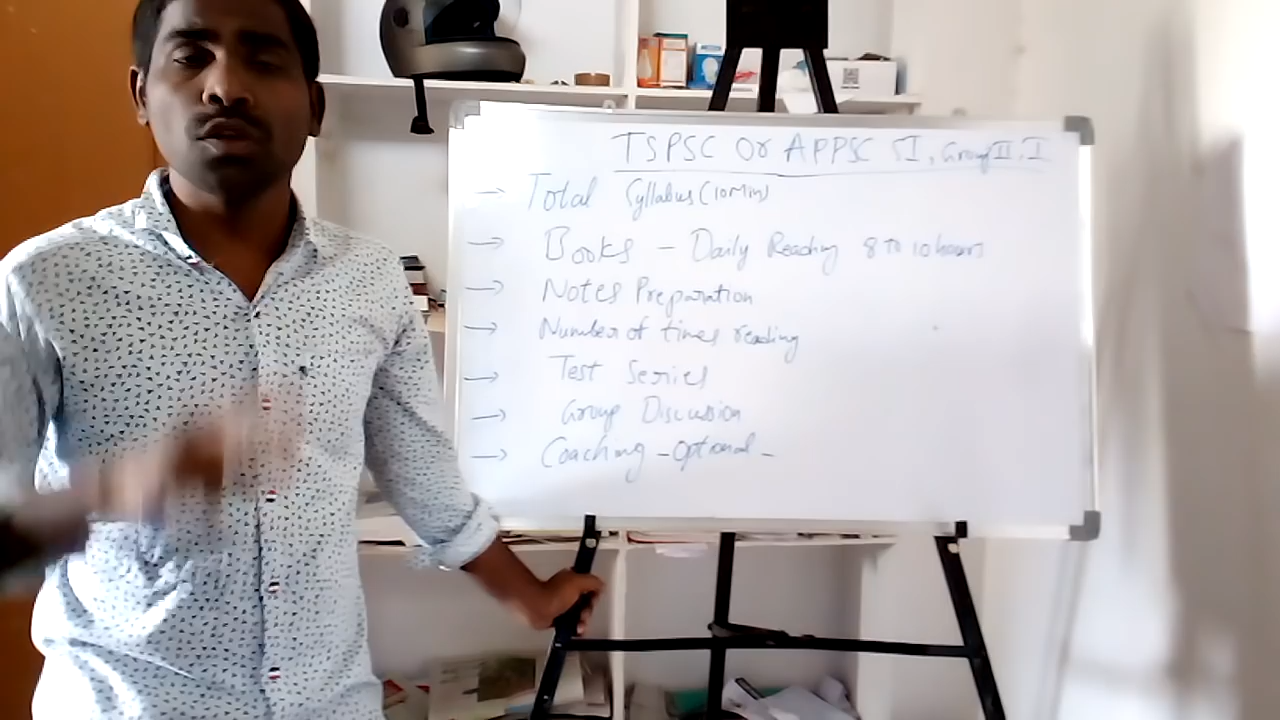 TSPSC Or APPSC SI, Group II, I
→ Total Syllabus (10 Min)
→ Books - Daily Reading 8 to 10 hours
→ Notes Preparation
→ Number of times reading
→ Test Series
→ Group Discussion
→ Coaching - Optional -